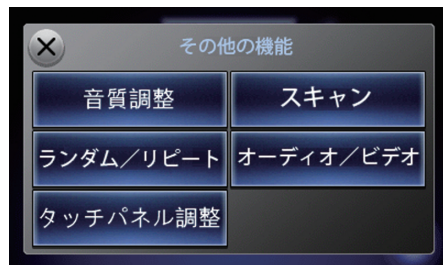 その他の機能
音質調整
スキャン
ランダム／リピート
オーディオ／ビデオ
タッチパネル調整